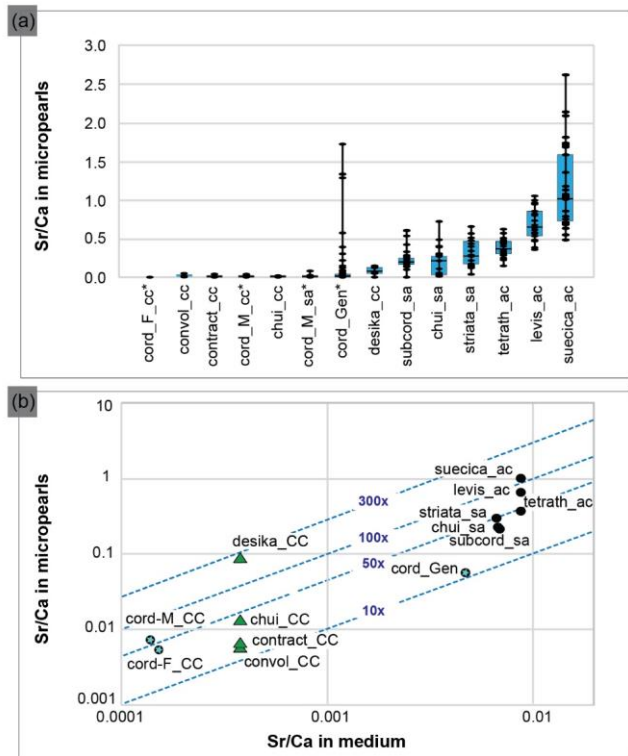 (a)
Sr/Ca in micropearls
3.0
2.5
2.0
1.5
1.0
0.5
0.0
cord_F_cc*
convol_cc
contract_cc
cord_M_cc*
chui_cc
cord_M_sa*
cord_Gen*
desika_cc
subcord_sa
chui_sa
striata_sa
tetrath_ac
levis_ac
suecica_ac
(b)
Sr/Ca in micropearls
10
1
0.1
0.01
0.001
suecica_ac
levis_ac
300x
tetrath_ac
striata_sa
desika_CC
100x
chui_sa
subcord_sa
50x
cord_Gen
cord-M_CC
chui_CC
10x
contract_CC
cord-F_CC
convol_CC
0.0001
0.001
0.01
Sr/Ca in medium